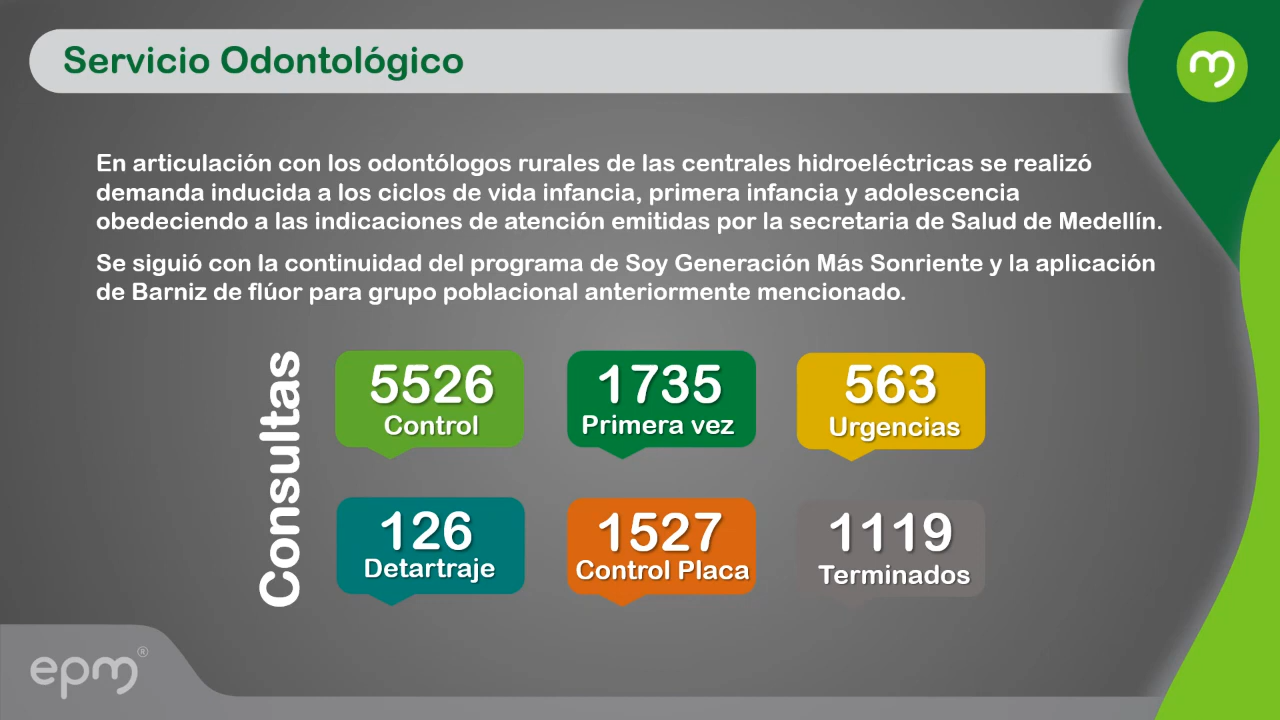 Servicio Odontológico
En articulación con los odontólogos rurales de las centrales hidroeléctricas se realizó
demanda inducida a los ciclos de vida infancia, primera infancia y adolescencia
obedeciendo a las indicaciones de atención emitidas por la secretaria de Salud de Medellín.
Se siguió con la continuidad del programa de Soy Generación Más Sonriente y la aplicación
de Barniz de flúor para grupo poblacional anteriormente mencionado.
Consultas
5526
Control
1735
Primera vez
563
Urgencias
126
Detartraje
1527
Control Placa
1119
Terminados
epm®